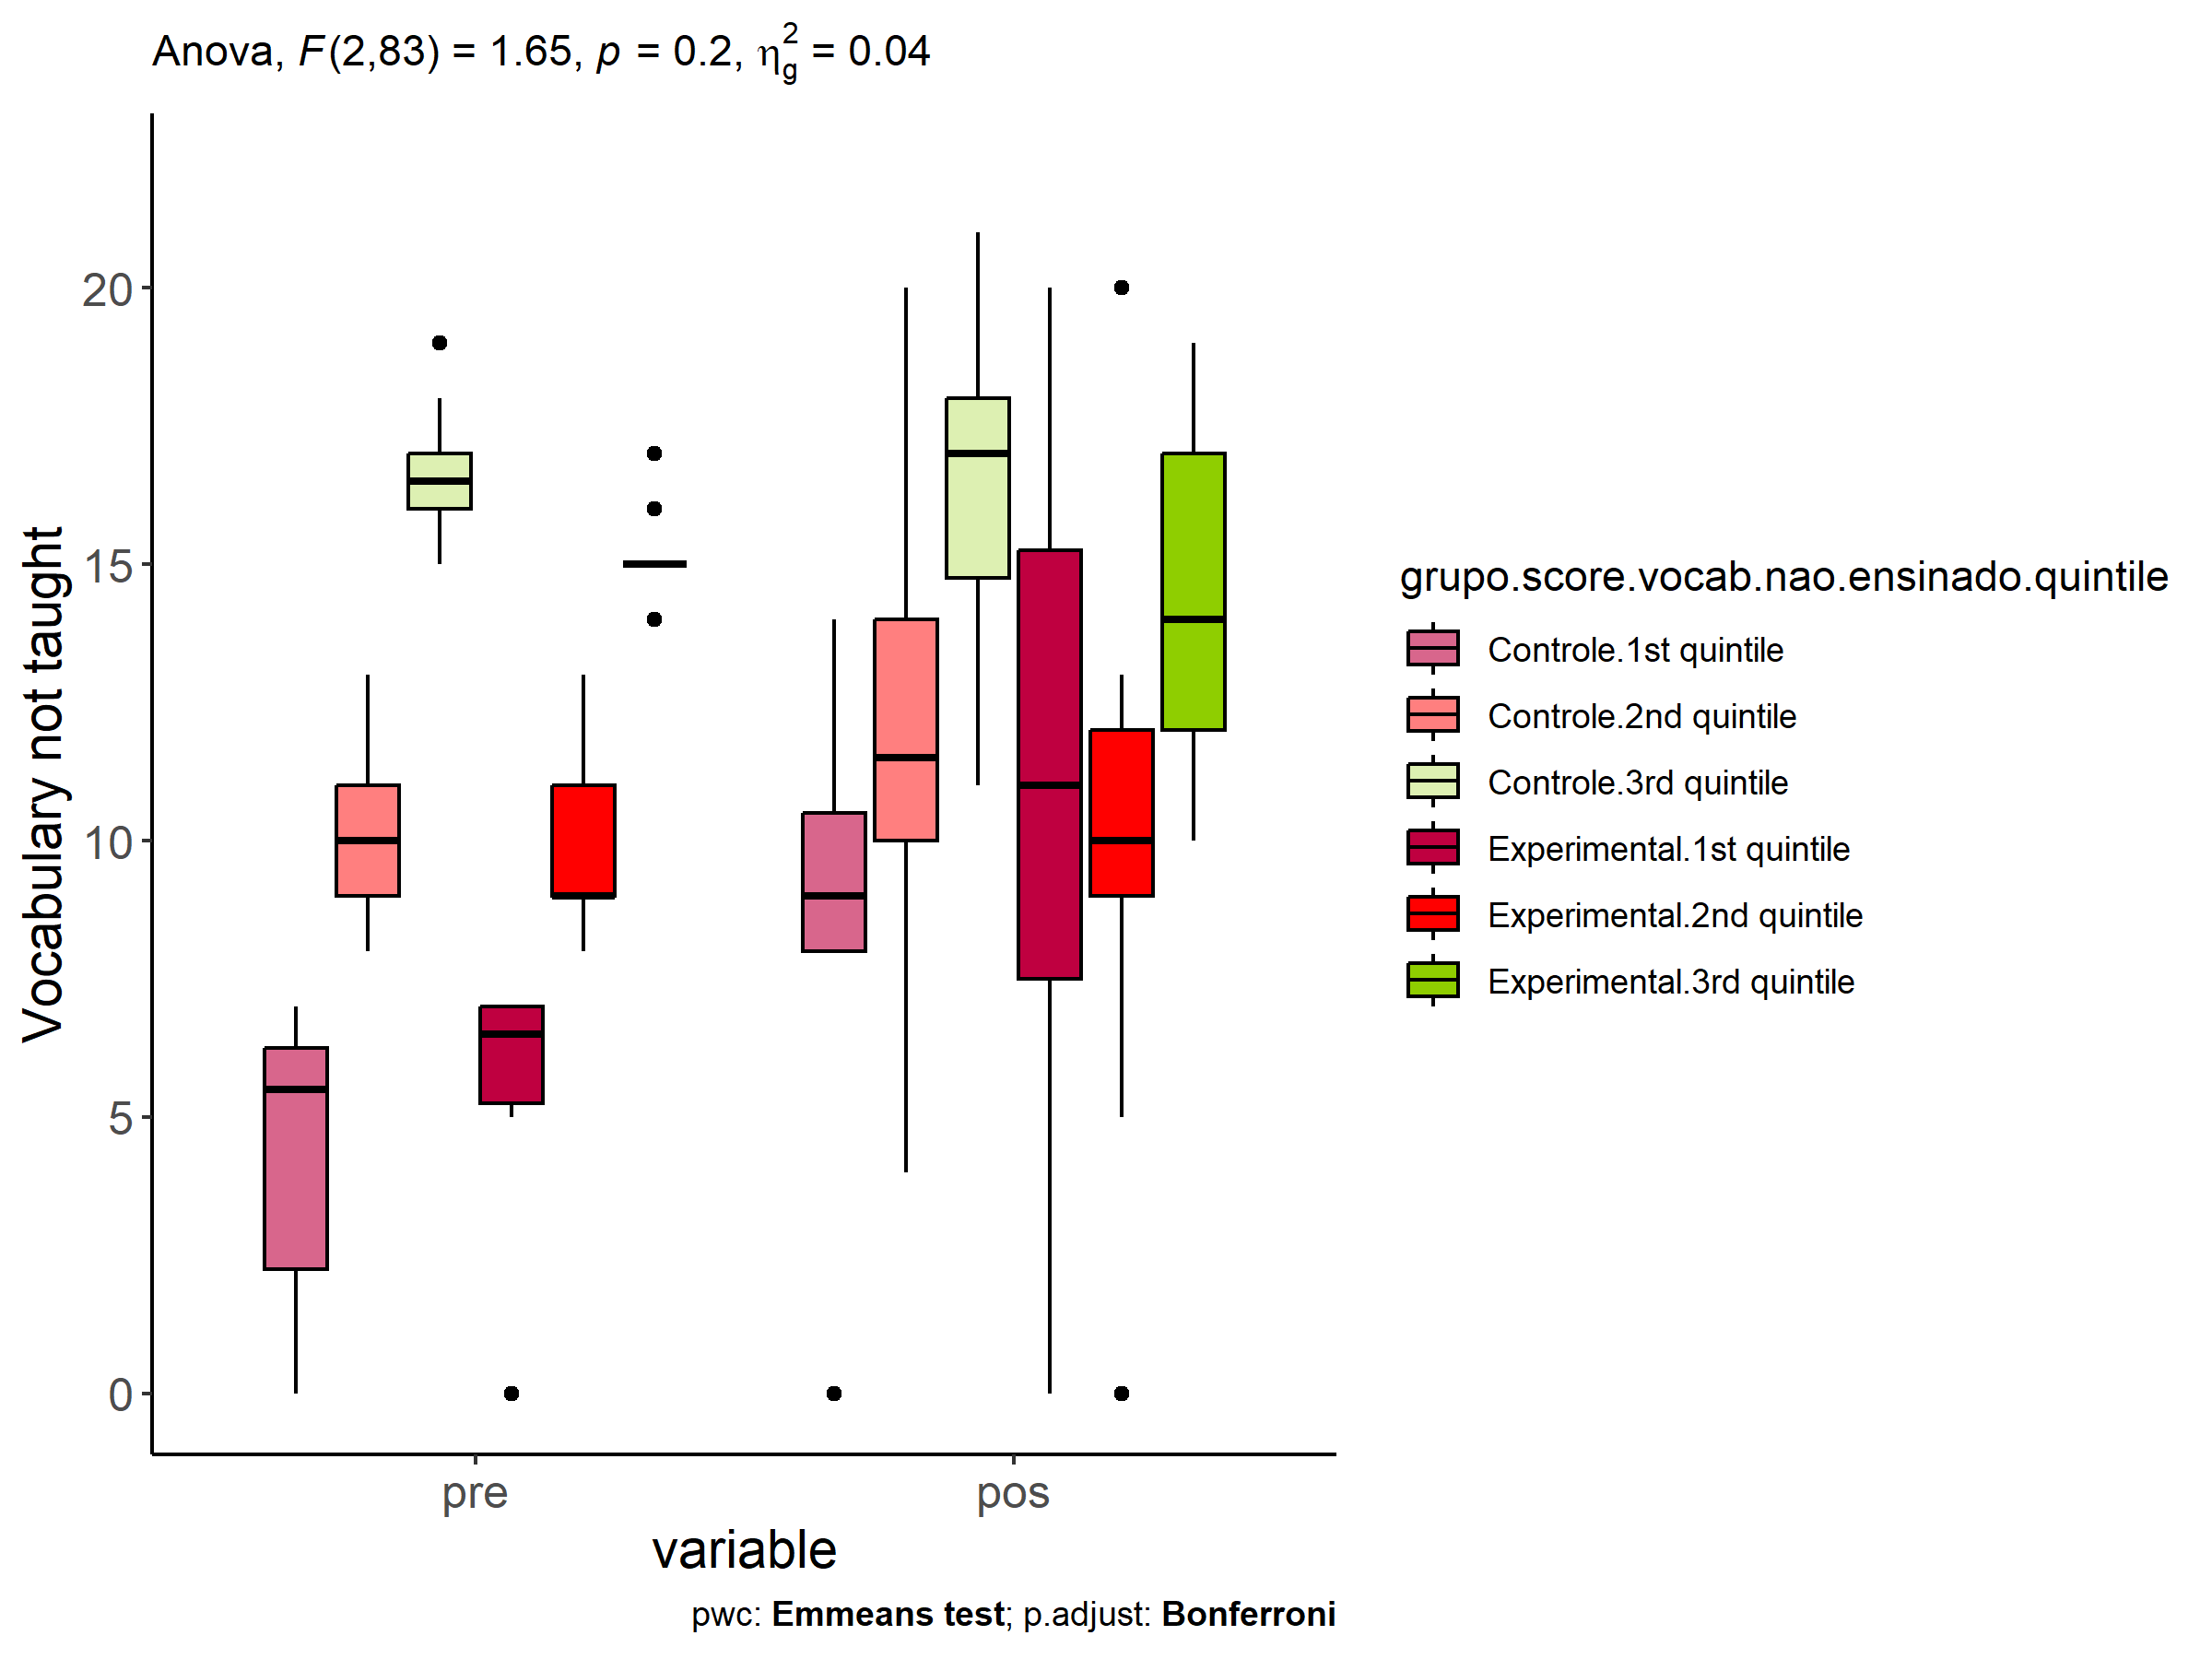 Anova, F(2,83) = 1.65, p = 0.2, η²g = 0.04
Vocabulary not taught
20
15
10
5
0
pre
pos
variable
grupo.score.vocab.nao.ensinado.quintile
Controle.1st quintile
Controle.2nd quintile
Controle.3rd quintile
Experimental.1st quintile
Experimental.2nd quintile
Experimental.3rd quintile
pwc: Emmeans test; p.adjust: Bonferroni